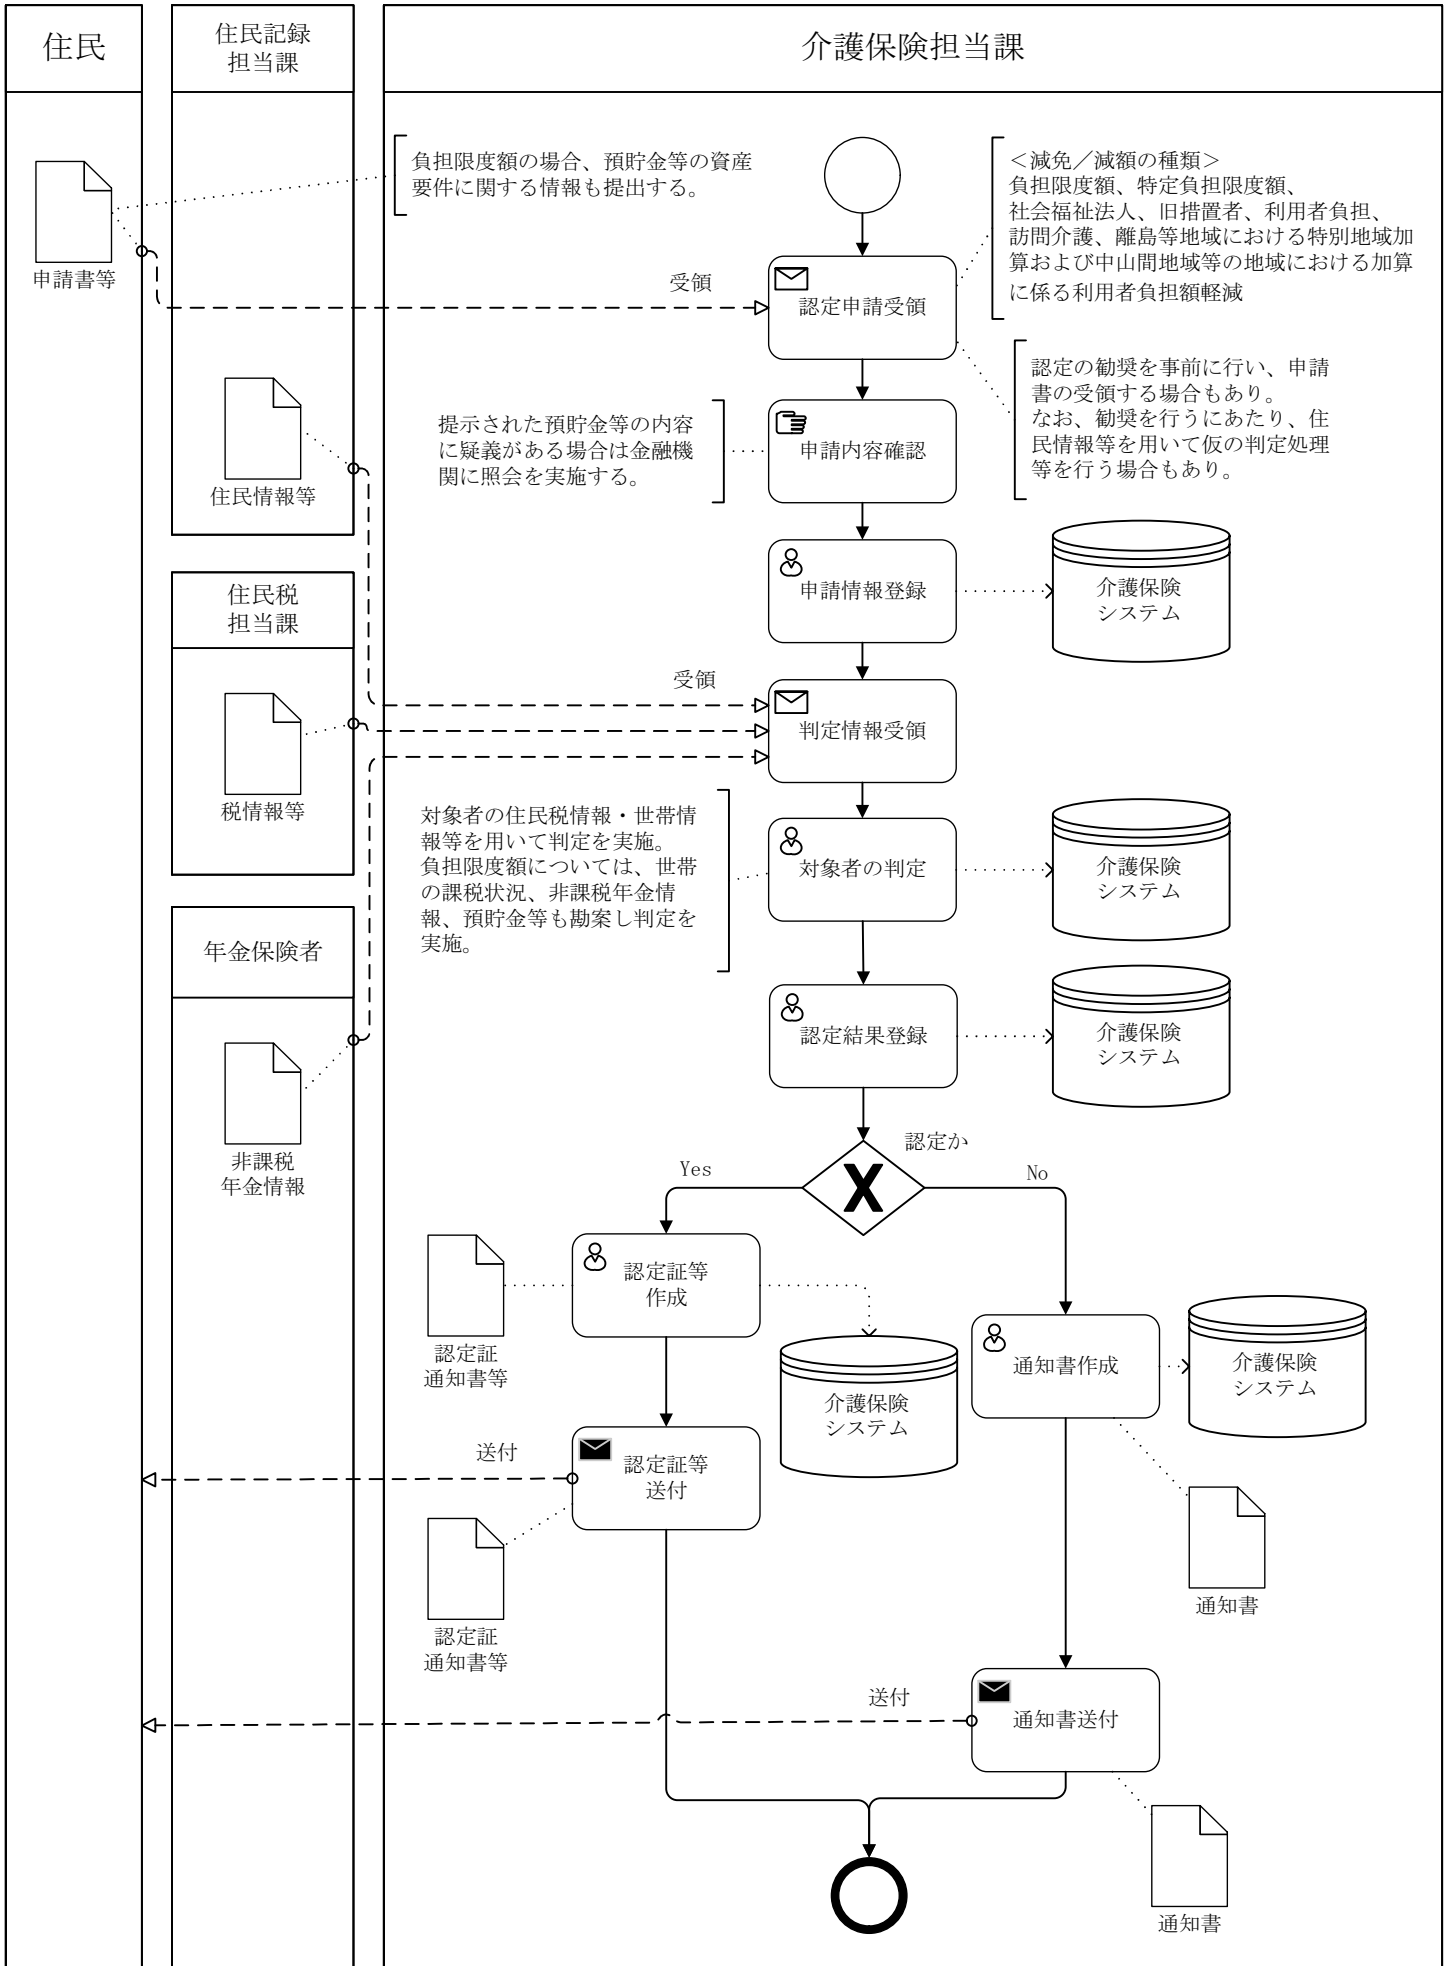 住民
住民記録
担当課
介護保険担当課
申請書等
負担限度額の場合、預貯金等の資産
要件に関する情報も提出する。
＜減免／減額の種類＞
負担限度額、特定負担限度額、
社会福祉法人、旧措置者、利用者負担、
訪問介護、離島等地域における特別地域加
算および中山間地域等の地域における加算
に係る利用者負担額軽減
受領
認定申請受領
認定の勧奨を事前に行い、申請
書の受領する場合もあり。
なお、勧奨を行うにあたり、住
民情報等を用いて仮の判定処理
等を行う場合もあり。
住民情報等
提示された預貯金等の内容
に疑義がある場合は金融機
関に照会を実施する。
申請内容確認
住民税
担当課
申請情報登録
介護保険
システム
受領
判定情報受領
税情報等
対象者の住民税情報・世帯情
報等を用いて判定を実施。
負担限度額については、世帯
の課税状況、非課税年金情
報、預貯金等も勘案し判定を
実施。
対象者の判定
介護保険
システム
年金保険者
認定結果登録
介護保険
システム
非課税
年金情報
認定か
Yes
No
認定証等
作成
認定証
通知書等
介護保険
システム
通知書作成
介護保険
システム
送付
認定証等
送付
認定証
通知書等
通知書
送付
通知書送付
通知書